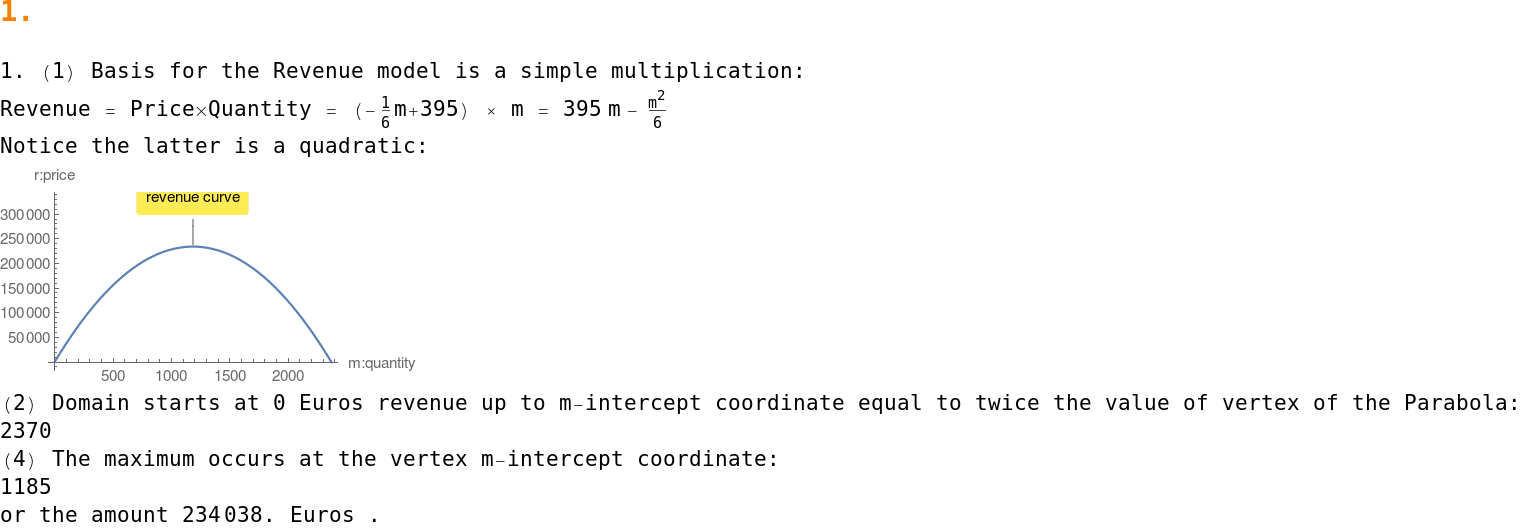 1.
1. (1) Basis for the Revenue model is a simple multiplication:
Revenue = Price×Quantity = (-1/6 m+395) × m = 395 m - m²/6
Notice the latter is a quadratic:
r:price
revenue curve
300 000
250 000
200 000
150 000
100 000
50 000
500 1000 1500 2000
m:quantity
(2) Domain starts at 0 Euros revenue up to m-intercept coordinate equal to twice the value of vertex of the Parabola:
2370
(4) The maximum occurs at the vertex m-intercept coordinate:
1185
or the amount 234 038. Euros .